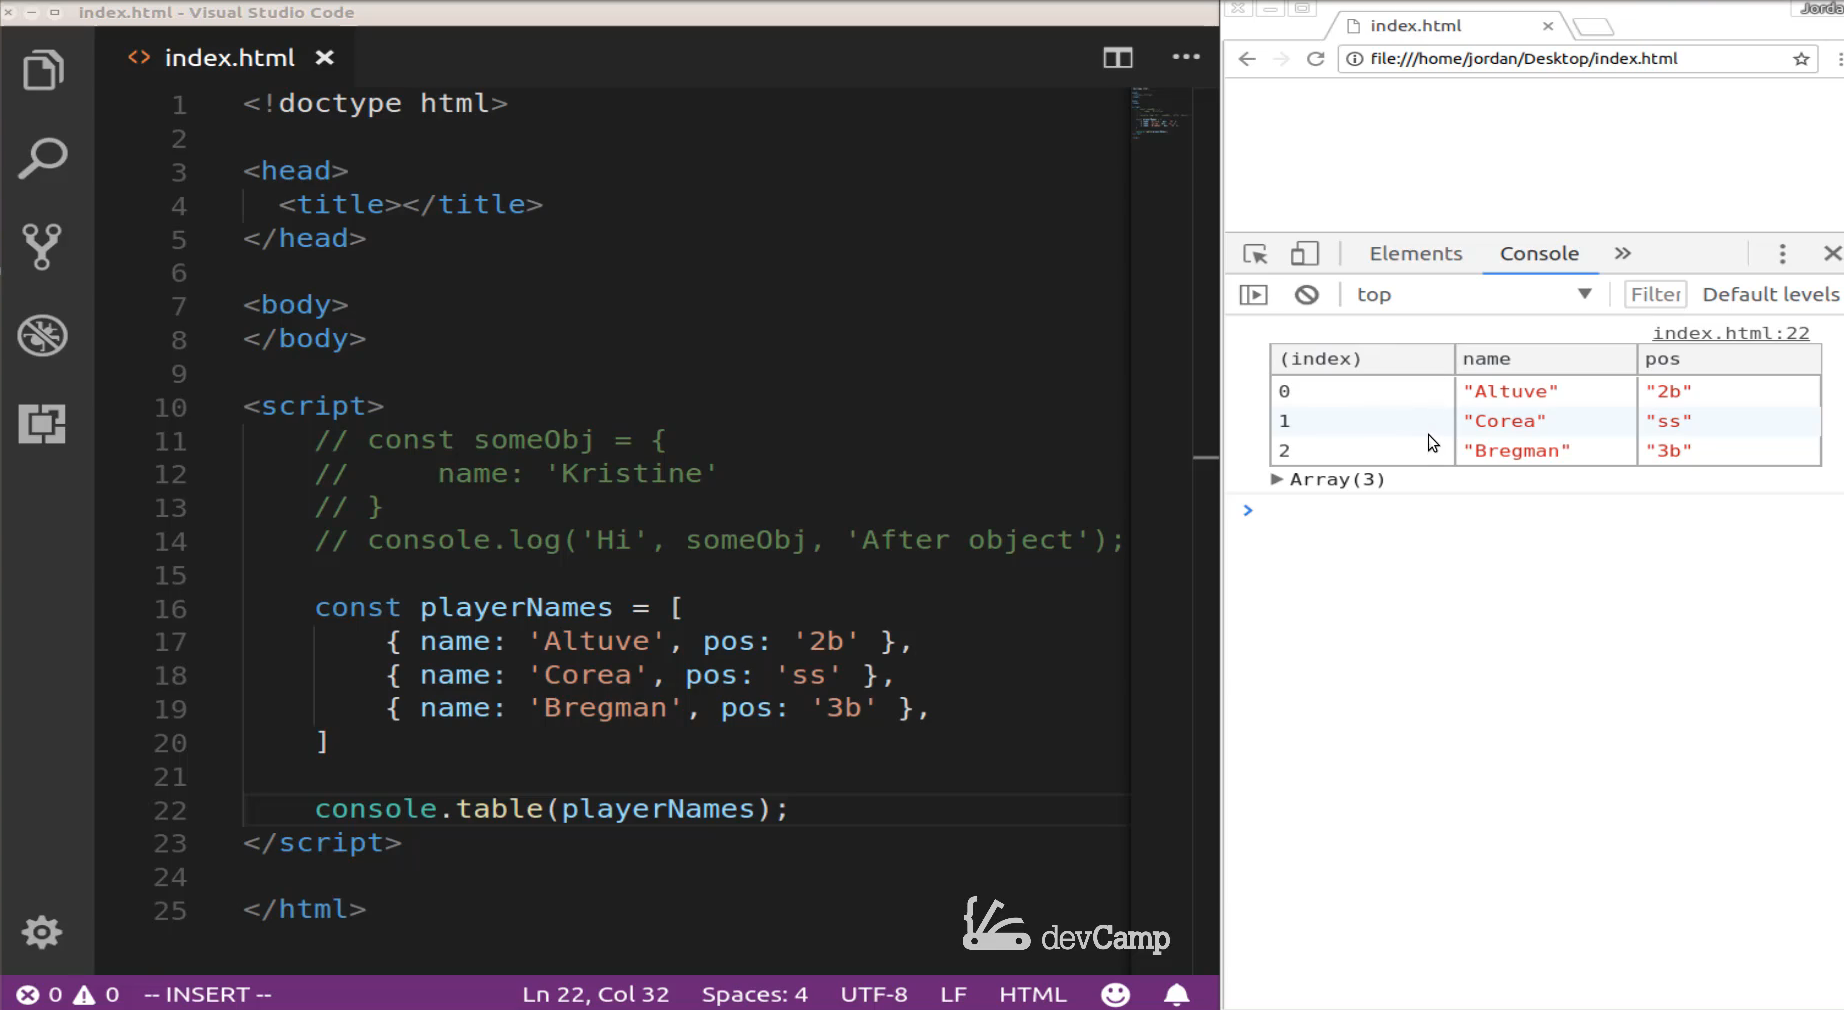 index.html - Visual Studio Code
index.html
1 <!doctype html>
2
3 <head>
4 <title></title>
5 </head>
6
7 <body>
8 </body>
9
10 <script>
11 // const someObj = {
12 // name: 'Kristine'
13 // }
14 // console.log('Hi', someObj, 'After object');
15
16 const playerNames = [
17 { name: 'Altuve', pos: '2b' },
18 { name: 'Corea', pos: 'ss' },
19 { name: 'Bregman', pos: '3b' },
20 ]
21
22 console.table(playerNames);
23 </script>
24
25 </html>
devCamp
0 0 -- INSERT -- Ln 22, Col 32 Spaces: 4 UTF-8 LF HTML
Jorda
index.html
file:///home/jordan/Desktop/index.html
Elements Console »
top Filter Default levels
index.html:22
(index) name pos
0 "Altuve" "2b"
1 "Corea" "ss"
2 "Bregman" "3b"
Array(3)
>